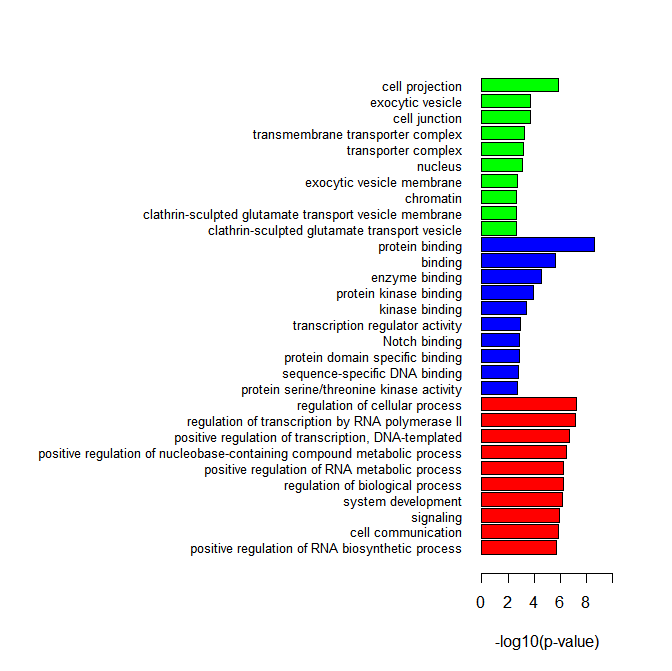 cell projection
exocytic vesicle
cell junction
transmembrane transporter complex
transporter complex
nucleus
exocytic vesicle membrane
chromatin
clathrin-sculpted glutamate transport vesicle membrane
clathrin-sculpted glutamate transport vesicle
protein binding
binding
enzyme binding
protein kinase binding
kinase binding
transcription regulator activity
Notch binding
protein domain specific binding
sequence-specific DNA binding
protein serine/threonine kinase activity
regulation of cellular process
regulation of transcription by RNA polymerase II
positive regulation of transcription, DNA-templated
positive regulation of nucleobase-containing compound metabolic process
positive regulation of RNA metabolic process
regulation of biological process
system development
signaling
cell communication
positive regulation of RNA biosynthetic process
0 2 4 6 8
-log10(p-value)